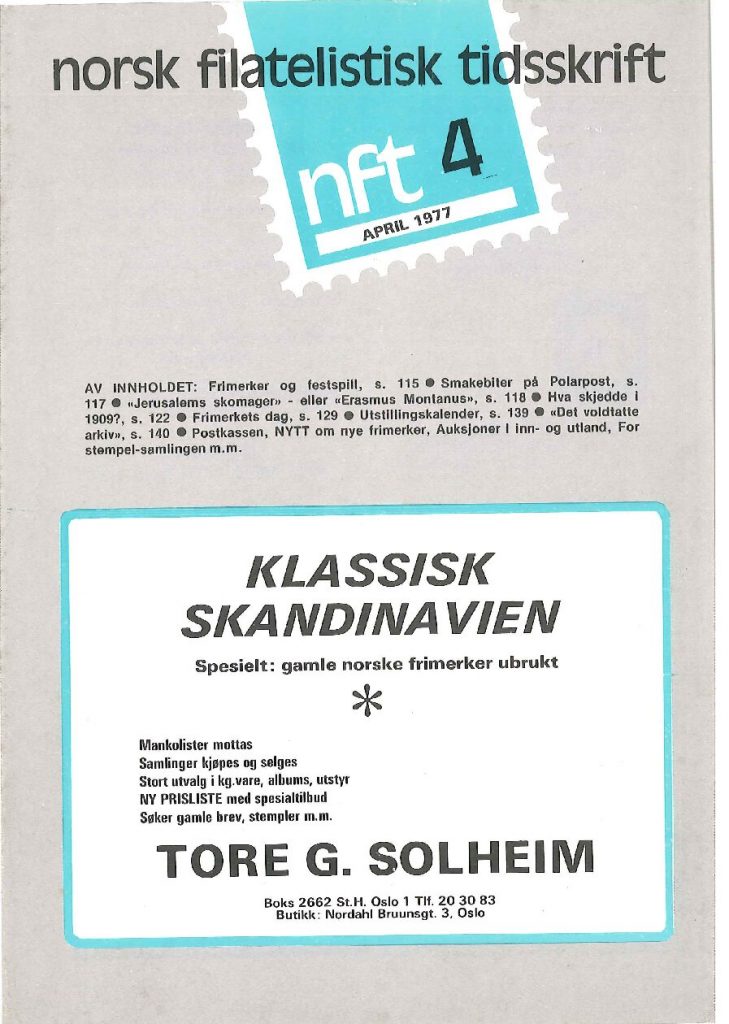 norsk filatelistisk tidsskrift
nft 4
APRIL 1977
AV INNHOLDET: Frimerker og festspill, s. 115 ● Smakebiter på Polarpost, s.
117 ● «Jerusalems skomager» - eller «Erasmus Montanus», s. 118 ● Hva skjedde i
1909?, s. 122 ● Frimerkets dag, s. 129 ● Utstillingskalender, s. 139 ● «Det voldtatte
arkiv», s. 140 ● Postkassen, NYTT om nye frimerker, Auksjoner i inn- og utland, For
stempel-samlingen m.m.
KLASSISK
SKANDINAVIEN
Spesielt: gamle norske frimerker ubrukt
*
Mankolister mottas
Samlinger kjøpes og selges
Stort utvalg i kg.vare, albums, utstyr
NY PRISLISTE med spesialtilbud
Søker gamle brev, stempler m.m.
TORE G. SOLHEIM
Boks 2662 St.H. Oslo 1 Tlf. 20 30 83
Butikk: Nordahl Bruunsgt. 3, Oslo